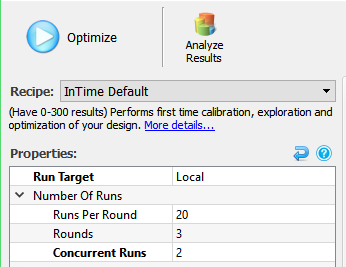 Optimize
Analyze
Results
Recipe: InTime Default
(Have 0-300 results) Performs first time calibration, exploration and
optimization of your design. More details...
Properties:
Run Target Local
Number Of Runs
Runs Per Round 20
Rounds 3
Concurrent Runs 2